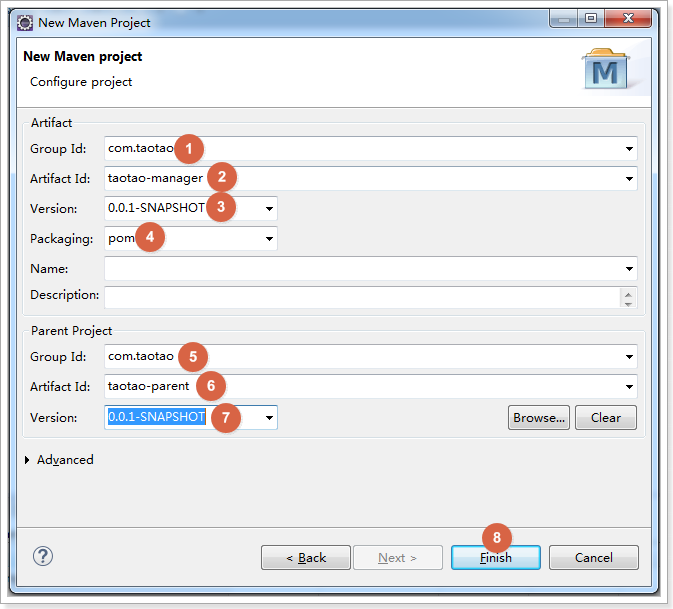 New Maven Project
New Maven project
Configure project
M
Artifact
Group Id: com.taotao 1
Artifact Id: taotao-manager 2
Version: 0.0.1-SNAPSHOT 3
Packaging: pom 4
Name:
Description:
Parent Project
Group Id: com.taotao 5
Artifact Id: taotao-parent 6
Version: 0.0.1-SNAPSHOT 7 Browse... Clear
Advanced
8
? < Back Next > Finish Cancel